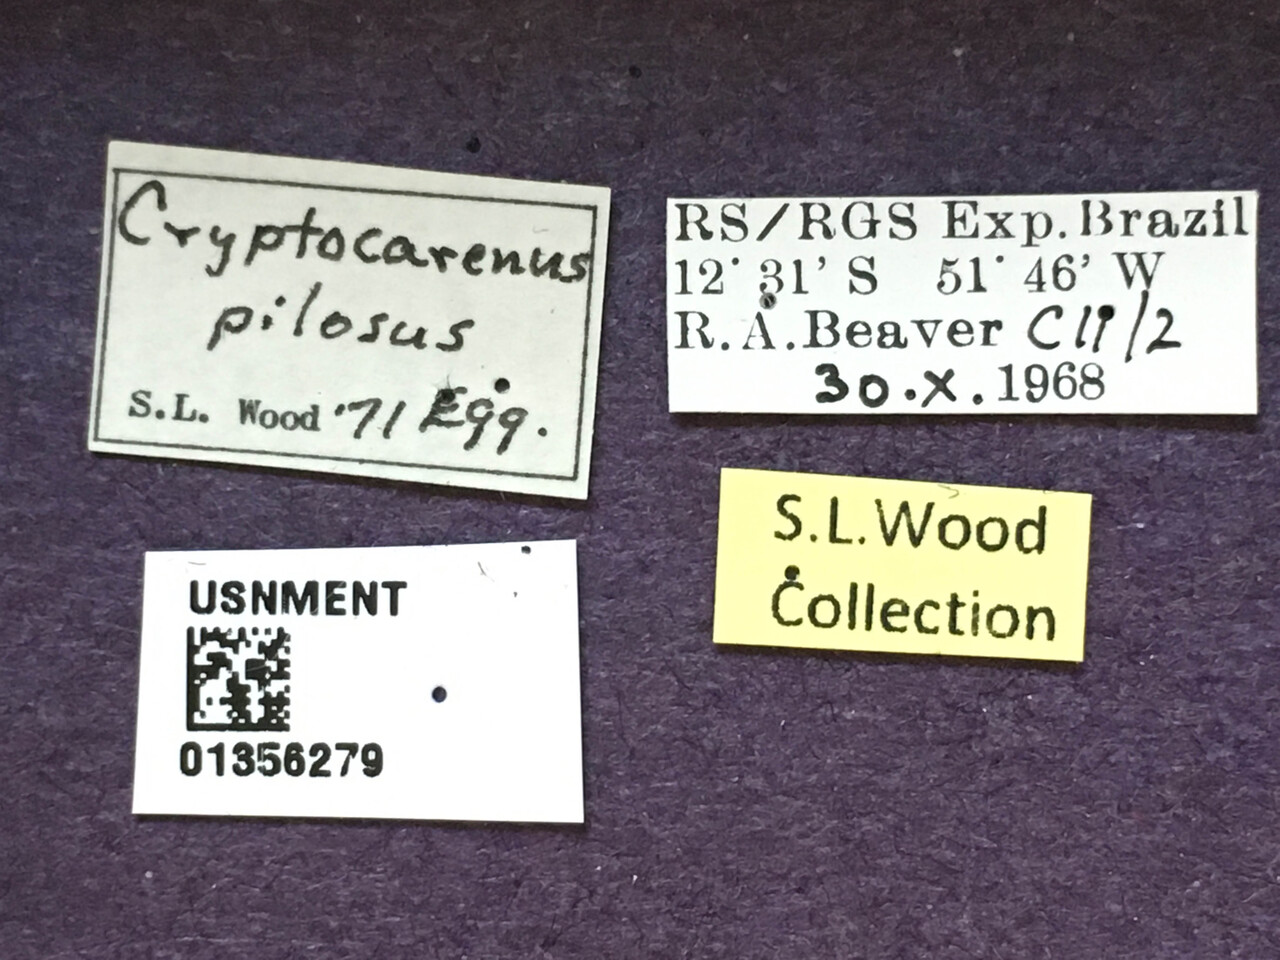 Cryptocarenus
pilosus
S.L. Wood '71 Egg.
RS/RGS Exp. Brazil
12° 31' S 51° 46' W
R.A. Beaver C11/2
30.X.1968
S.L.Wood
Collection
USNMENT
01356279